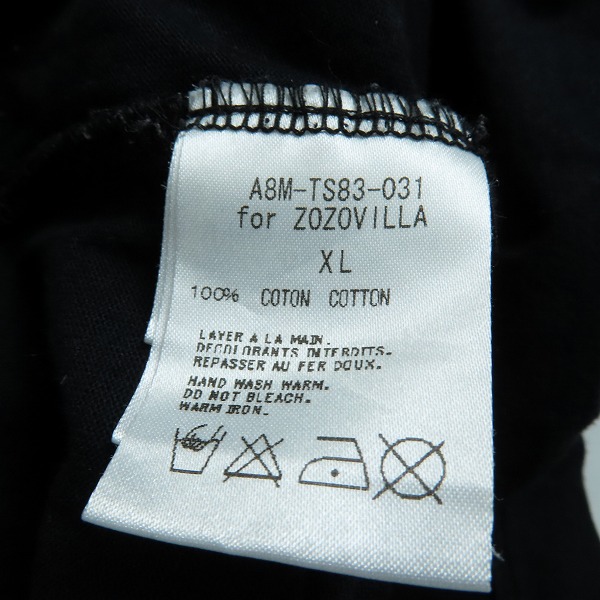 A8M-TS83-031
for ZOZOVILLA
XL
100% COTON COTTON
LAYER A LA MAIN.
DECOLORANTS INTERDITS.
REPASSER AU FER DOUX.
HAND WASH WARM.
DO NOT BLEACH.
WARM IRON.